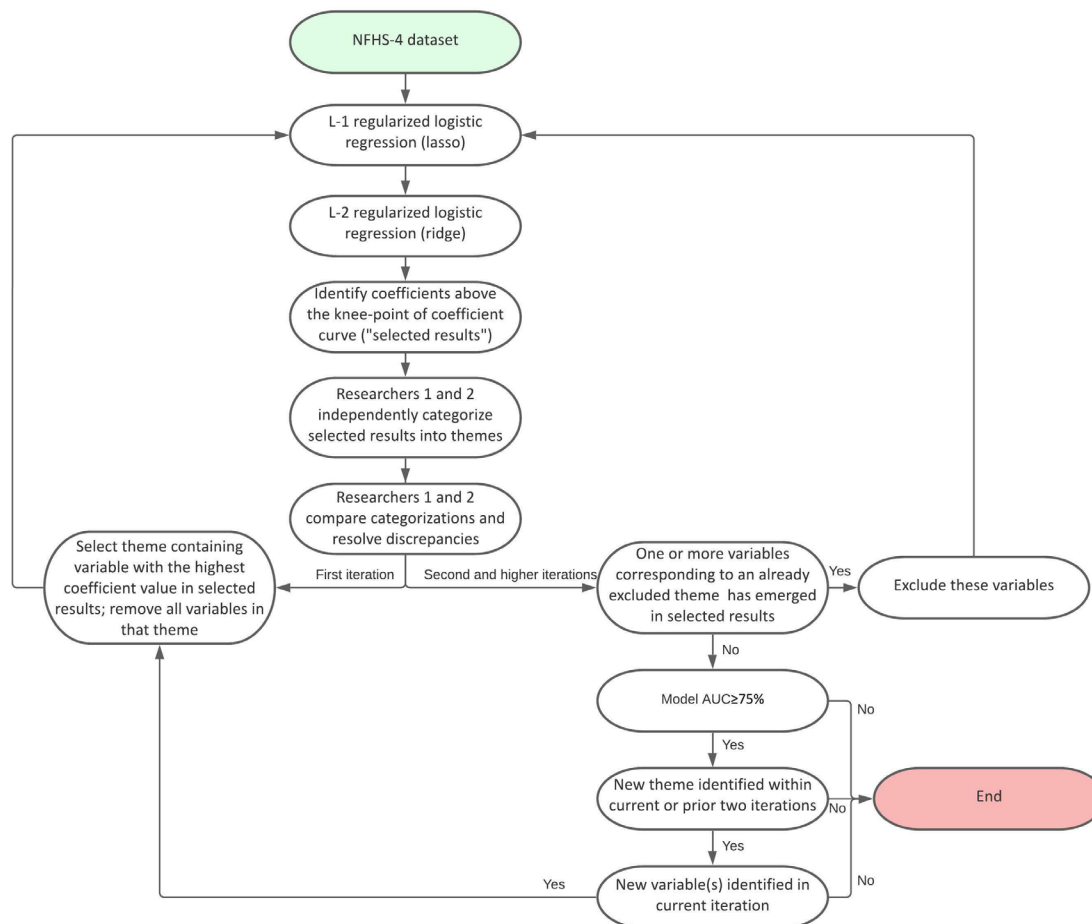 NFHS-4 dataset
L-1 regularized logistic
regression (lasso)
L-2 regularized logistic
regression (ridge)
Identify coefficients above
the knee-point of coefficient
curve ("selected results")
Researchers 1 and 2
independently categorize
selected results into themes
Researchers 1 and 2
compare categorizations and
resolve discrepancies
First iteration
Second and higher iterations
Select theme containing
variable with the highest
coefficient value in selected
results; remove all variables in
that theme
One or more variables
corresponding to an already
excluded theme has emerged
in selected results
Yes
Exclude these variables
No
Model AUC≥75%
No
Yes
New theme identified within
current or prior two iterations
No
End
Yes
New variable(s) identified in
current iteration
No
Yes